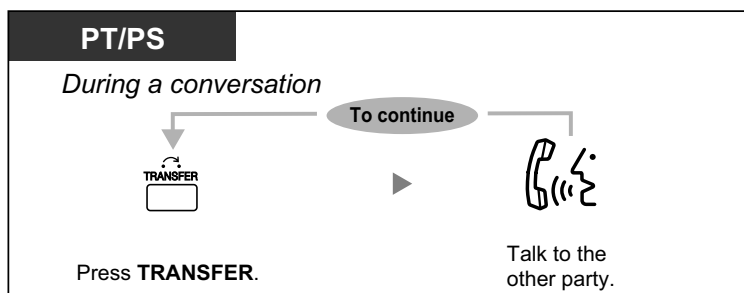 PT/PS
During a conversation
To continue
TRANSFER
Press TRANSFER.
Talk to the
other party.